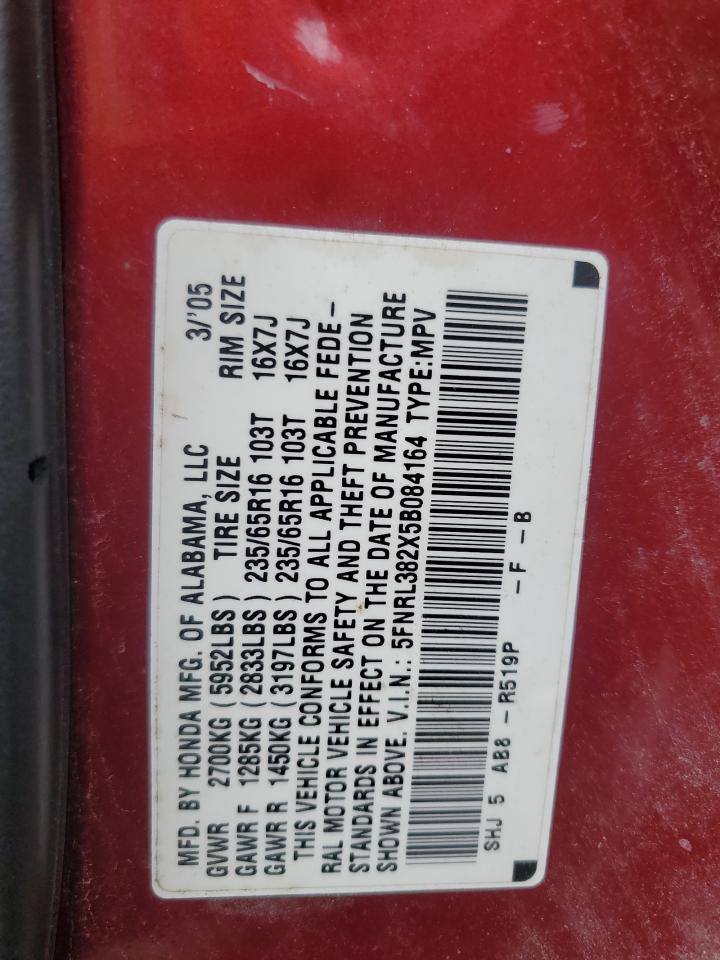 MFD. BY HONDA MFG. OF ALABAMA, LLC 3/'05
GVWR 2700KG (5952LBS) TIRE SIZE RIM SIZE
GAWR F 1285KG (2833LBS) 235/65R16 103T 16X7J
GAWR R 1450KG (3197LBS) 235/65R16 103T 16X7J
THIS VEHICLE CONFORMS TO ALL APPLICABLE FEDE-
RAL MOTOR VEHICLE SAFETY AND THEFT PREVENTION
STANDARDS IN EFFECT ON THE DATE OF MANUFACTURE
SHOWN ABOVE. V.I.N.: 5FNRL382X5B084164 TYPE:MPV
SHJ 5 AB8 -R519P -F -B